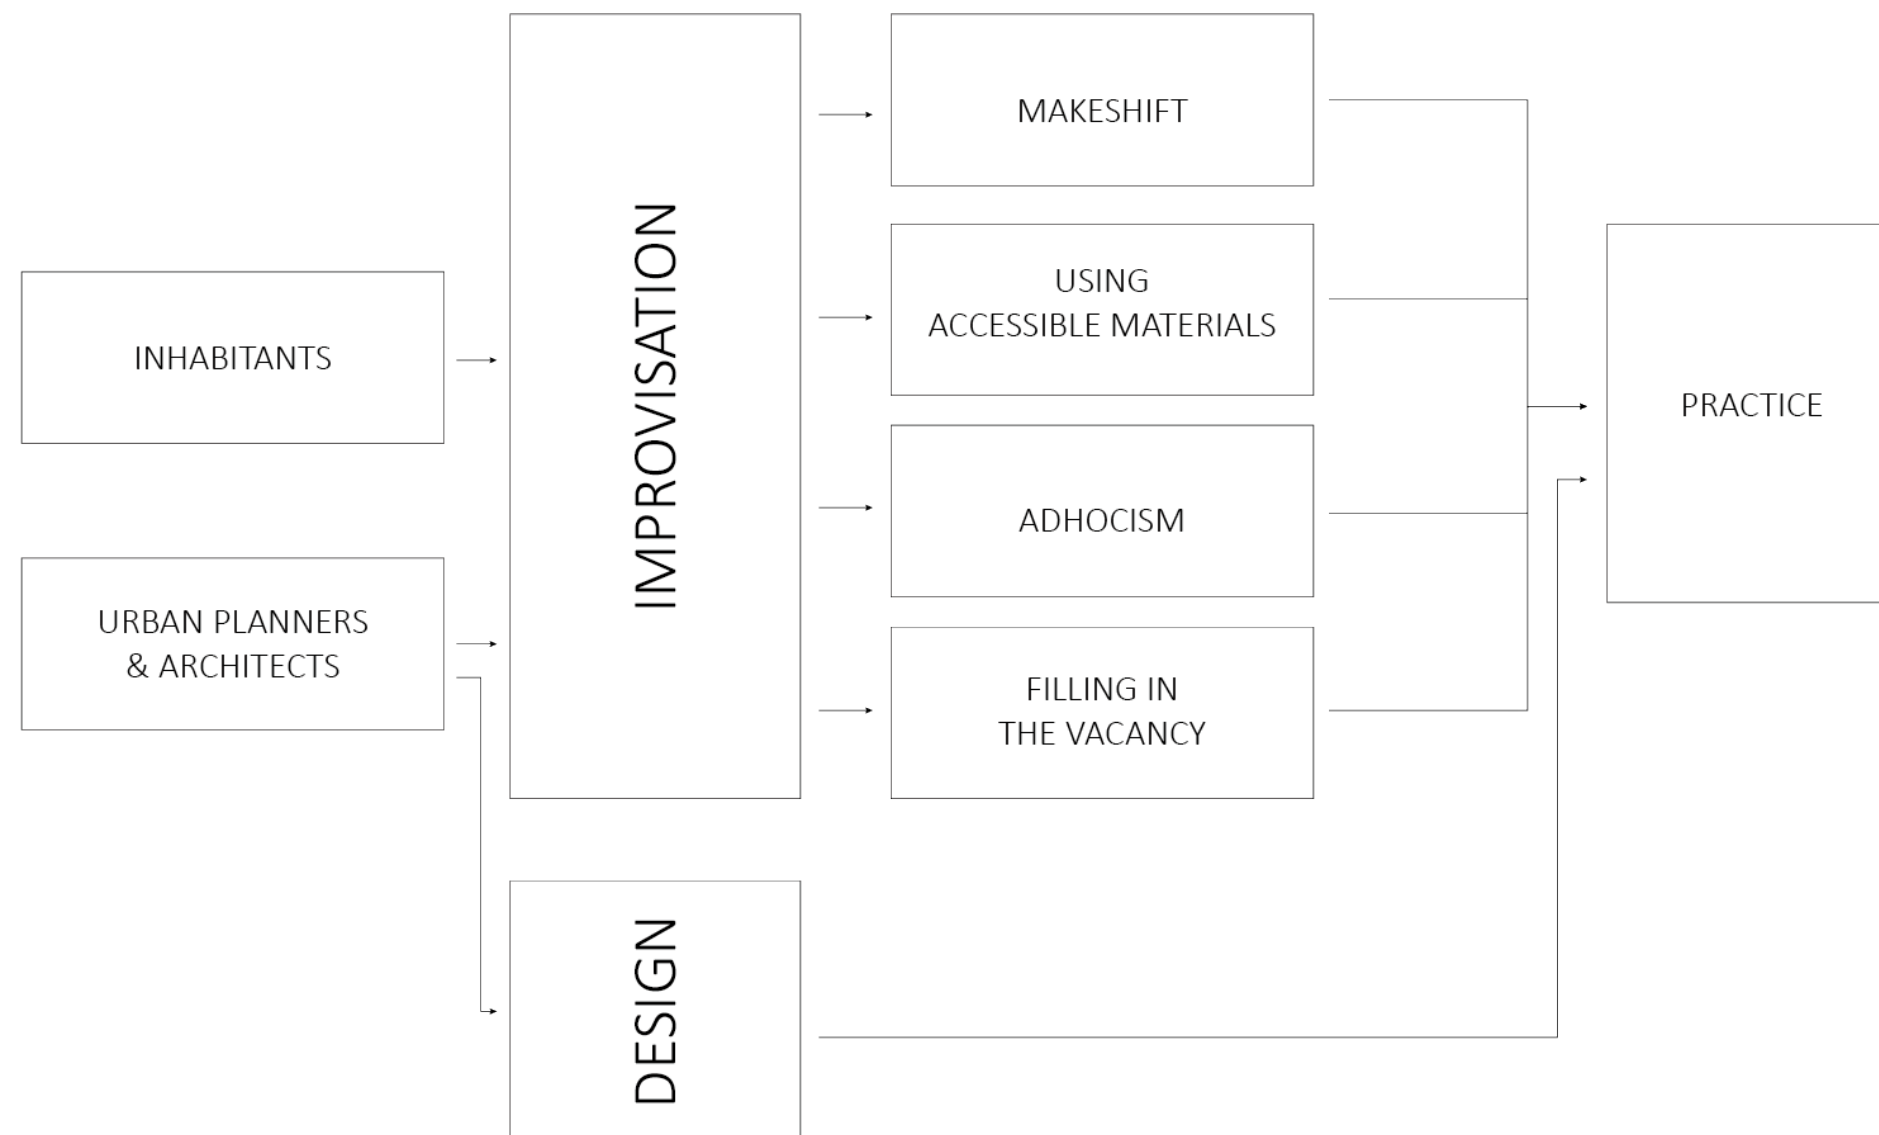 INHABITANTS
URBAN PLANNERS
& ARCHITECTS
IMPROVISATION
DESIGN
MAKESHIFT
USING
ACCESSIBLE MATERIALS
ADHOCISM
FILLING IN
THE VACANCY
PRACTICE